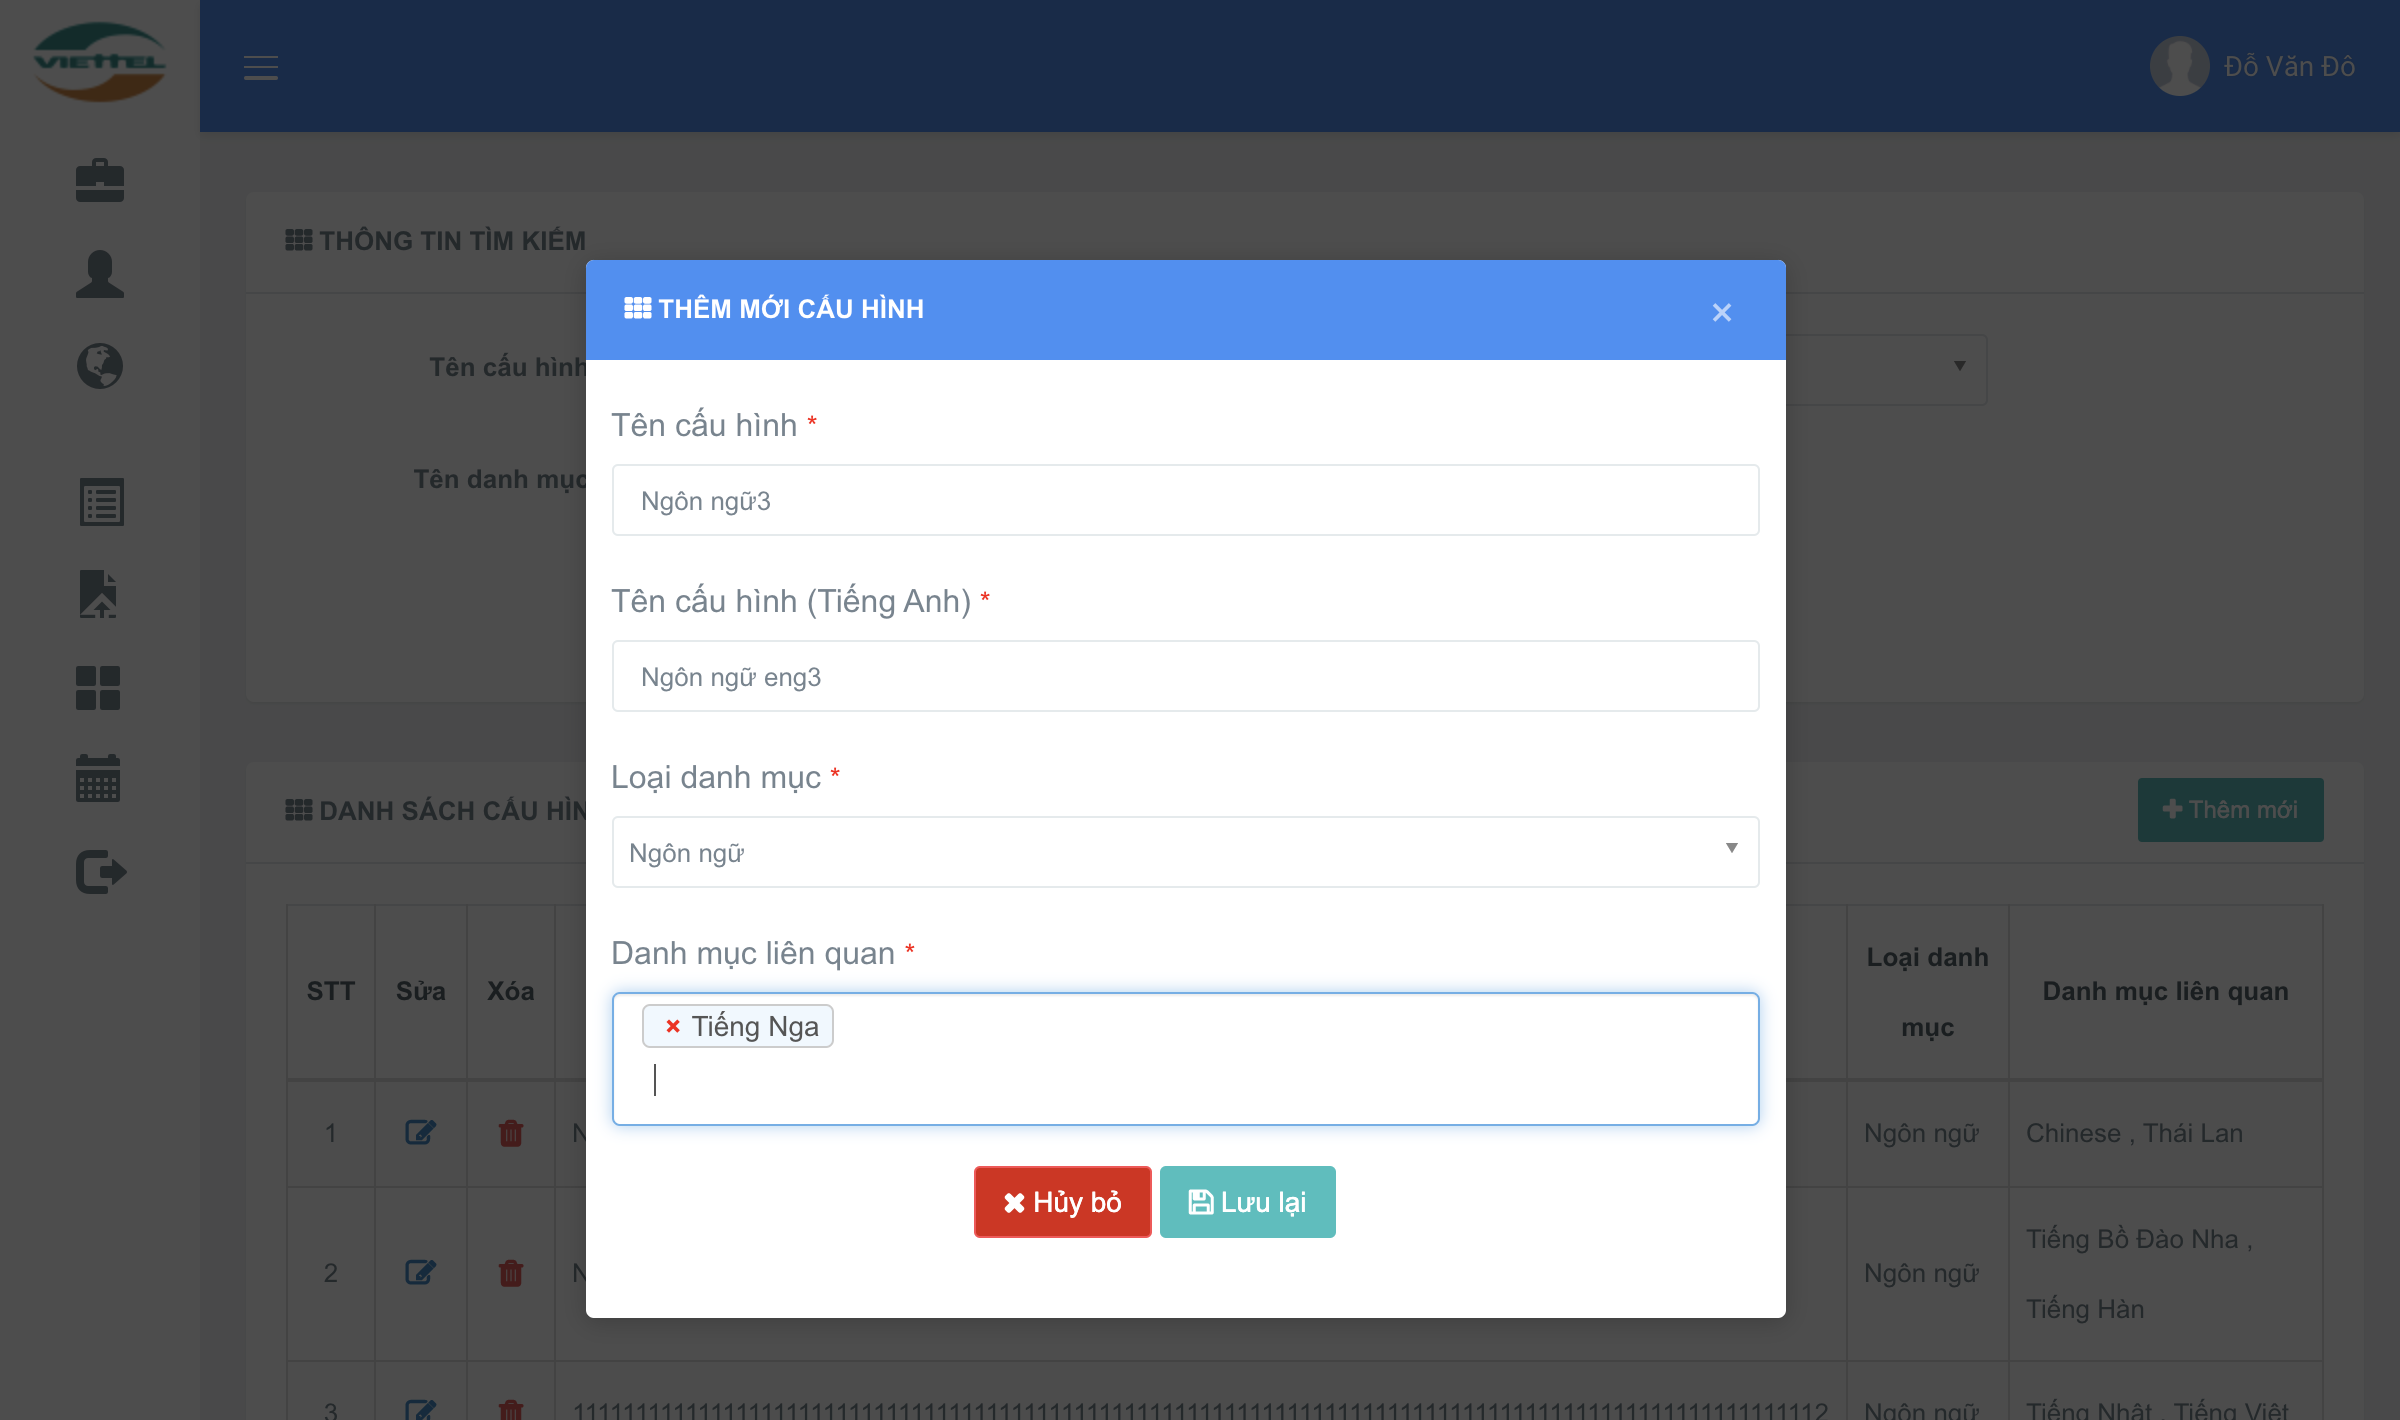 VIETTEL
Đỗ Văn Đô
THÔNG TIN TÌM KIẾM
THÊM MỚI CẤU HÌNH
×
Tên cấu hình
Tên danh mục
Tên cấu hình *
Ngôn ngữ3
Tên cấu hình (Tiếng Anh) *
Ngôn ngữ eng3
Loại danh mục *
Ngôn ngữ
Danh mục liên quan *
× Tiếng Nga
Hủy bỏ
Lưu lại
DANH SÁCH CẤU HÌN
Thêm mới
STT Sửa Xóa Loại danh mục Danh mục liên quan
1 N Ngôn ngữ Chinese , Thái Lan
2 N Ngôn ngữ Tiếng Bồ Đào Nha ,
Tiếng Hàn
3 Ngôn ngữ Tiếng Nhật , Tiếng Việt